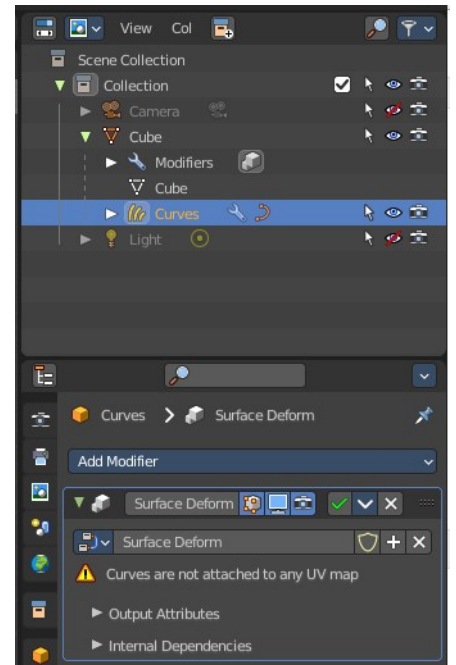 View Col
Scene Collection
Collection
Camera
Cube
Modifiers
Cube
Curves
Light
Curves Surface Deform
Add Modifier
Surface Deform
Surface Deform
Curves are not attached to any UV map
Output Attributes
Internal Dependencies